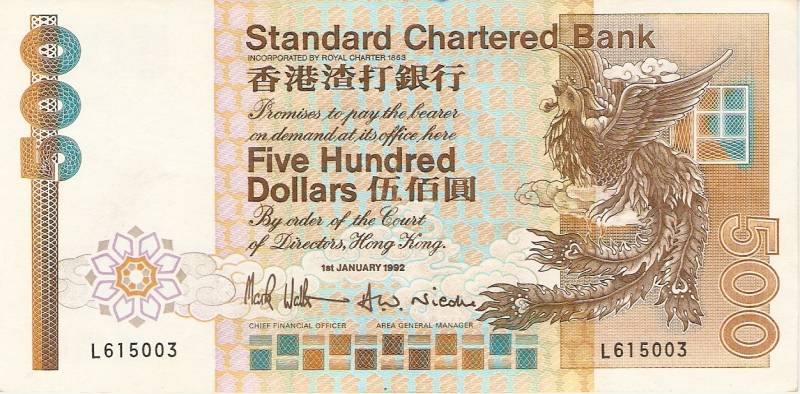 500
Standard Chartered Bank
INCORPORATED BY ROYAL CHARTER 1853
香港渣打銀行
Promises to pay the bearer
on demand at its office here
Five Hundred
Dollars 伍佰圓
By order of the Court
of Directors, Hong Kong.
1st JANUARY 1992
CHIEF FINANCIAL OFFICER AREA GENERAL MANAGER
L615003 L615003
500